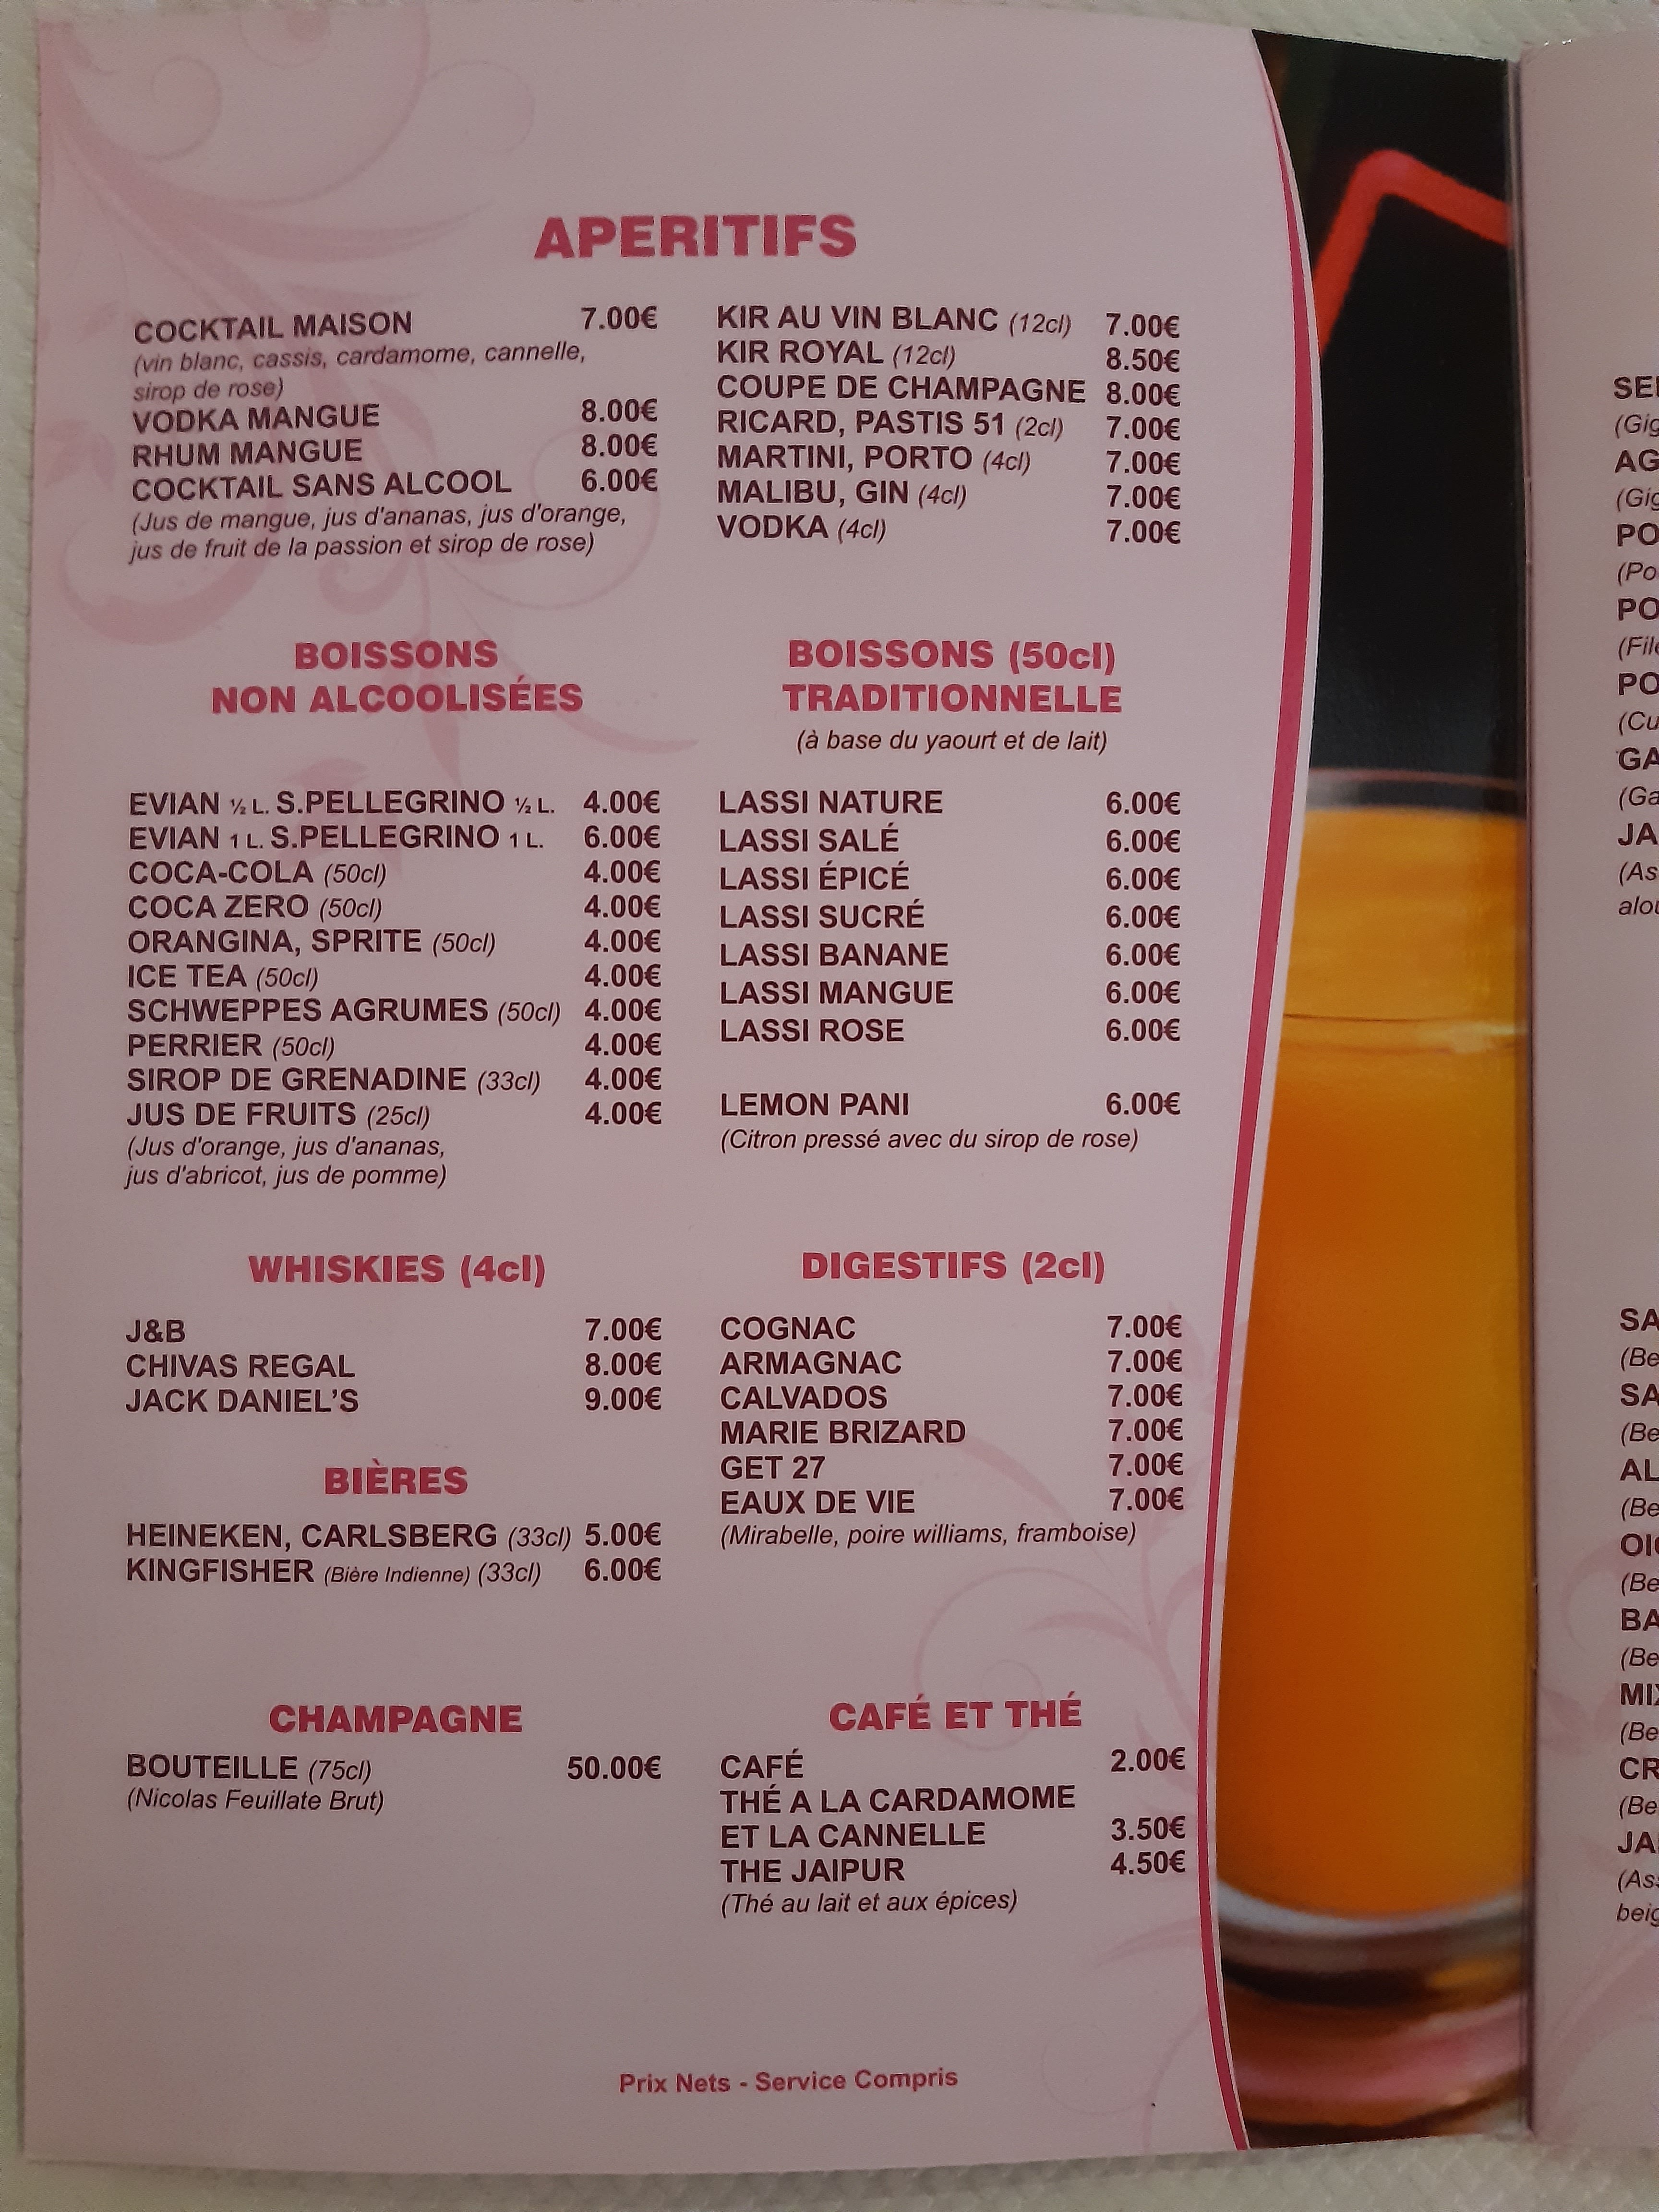 APERITIFS
COCKTAIL MAISON 7.00€
(vin blanc, cassis, cardamome, cannelle,
sirop de rose)
VODKA MANGUE 8.00€
RHUM MANGUE 8.00€
COCKTAIL SANS ALCOOL 6.00€
(Jus de mangue, jus d'ananas, jus d'orange,
jus de fruit de la passion et sirop de rose)
KIR AU VIN BLANC (12cl) 7.00€
KIR ROYAL (12cl) 8.50€
COUPE DE CHAMPAGNE 8.00€
RICARD, PASTIS 51 (2cl) 7.00€
MARTINI, PORTO (4cl) 7.00€
MALIBU, GIN (4cl) 7.00€
VODKA (4cl) 7.00€
BOISSONS
NON ALCOOLISÉES
EVIAN ½ L. S.PELLEGRINO ½ L. 4.00€
EVIAN 1 L. S.PELLEGRINO 1 L. 6.00€
COCA-COLA (50cl) 4.00€
COCA ZERO (50cl) 4.00€
ORANGINA, SPRITE (50cl) 4.00€
ICE TEA (50cl) 4.00€
SCHWEPPES AGRUMES (50cl) 4.00€
PERRIER (50cl) 4.00€
SIROP DE GRENADINE (33cl) 4.00€
JUS DE FRUITS (25cl) 4.00€
(Jus d'orange, jus d'ananas,
jus d'abricot, jus de pomme)
BOISSONS (50cl)
TRADITIONNELLE
(à base du yaourt et de lait)
LASSI NATURE 6.00€
LASSI SALÉ 6.00€
LASSI ÉPICÉ 6.00€
LASSI SUCRÉ 6.00€
LASSI BANANE 6.00€
LASSI MANGUE 6.00€
LASSI ROSE 6.00€
LEMON PANI 6.00€
(Citron pressé avec du sirop de rose)
WHISKIES (4cl)
J&B 7.00€
CHIVAS REGAL 8.00€
JACK DANIEL'S 9.00€
BIÈRES
HEINEKEN, CARLSBERG (33cl) 5.00€
KINGFISHER (Bière Indienne) (33cl) 6.00€
DIGESTIFS (2cl)
COGNAC 7.00€
ARMAGNAC 7.00€
CALVADOS 7.00€
MARIE BRIZARD 7.00€
GET 27 7.00€
EAUX DE VIE 7.00€
(Mirabelle, poire williams, framboise)
CHAMPAGNE
BOUTEILLE (75cl) 50.00€
(Nicolas Feuillate Brut)
CAFÉ ET THÉ
CAFÉ 2.00€
THÉ A LA CARDAMOME
ET LA CANNELLE 3.50€
THE JAIPUR 4.50€
(Thé au lait et aux épices)
Prix Nets - Service Compris